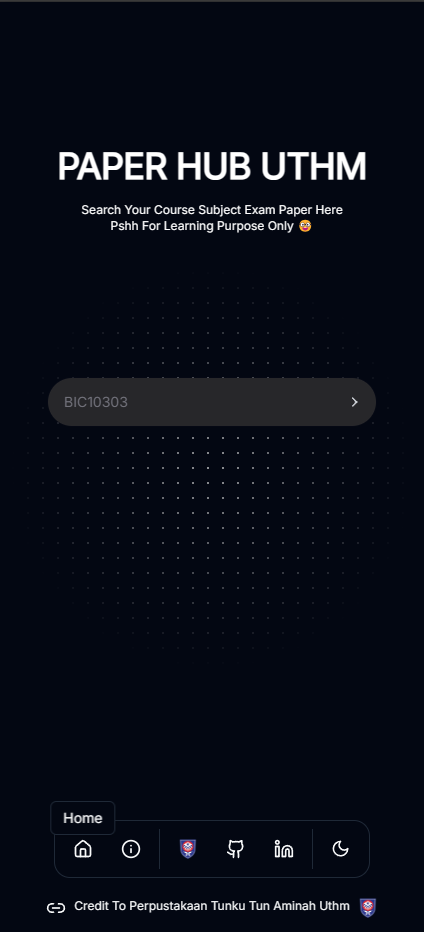 PAPER HUB UTHM
Search Your Course Subject Exam Paper Here
Pshh For Learning Purpose Only 🤡
BIC10303
Home
Credit To Perpustakaan Tunku Tun Aminah Uthm